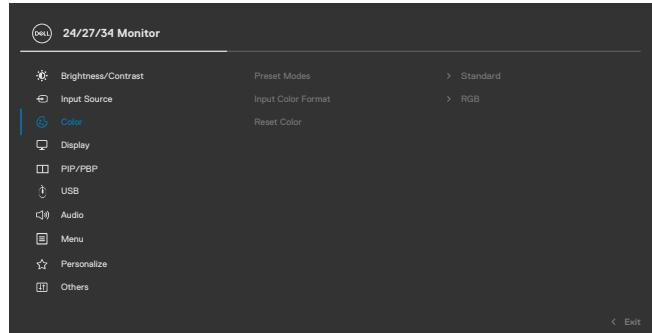 DELL 24/27/34 Monitor
Brightness/Contrast Preset Modes > Standard
Input Source Input Color Format > RGB
Color Reset Color
Display
PIP/PBP
USB
Audio
Menu
Personalize
Others
< Exit